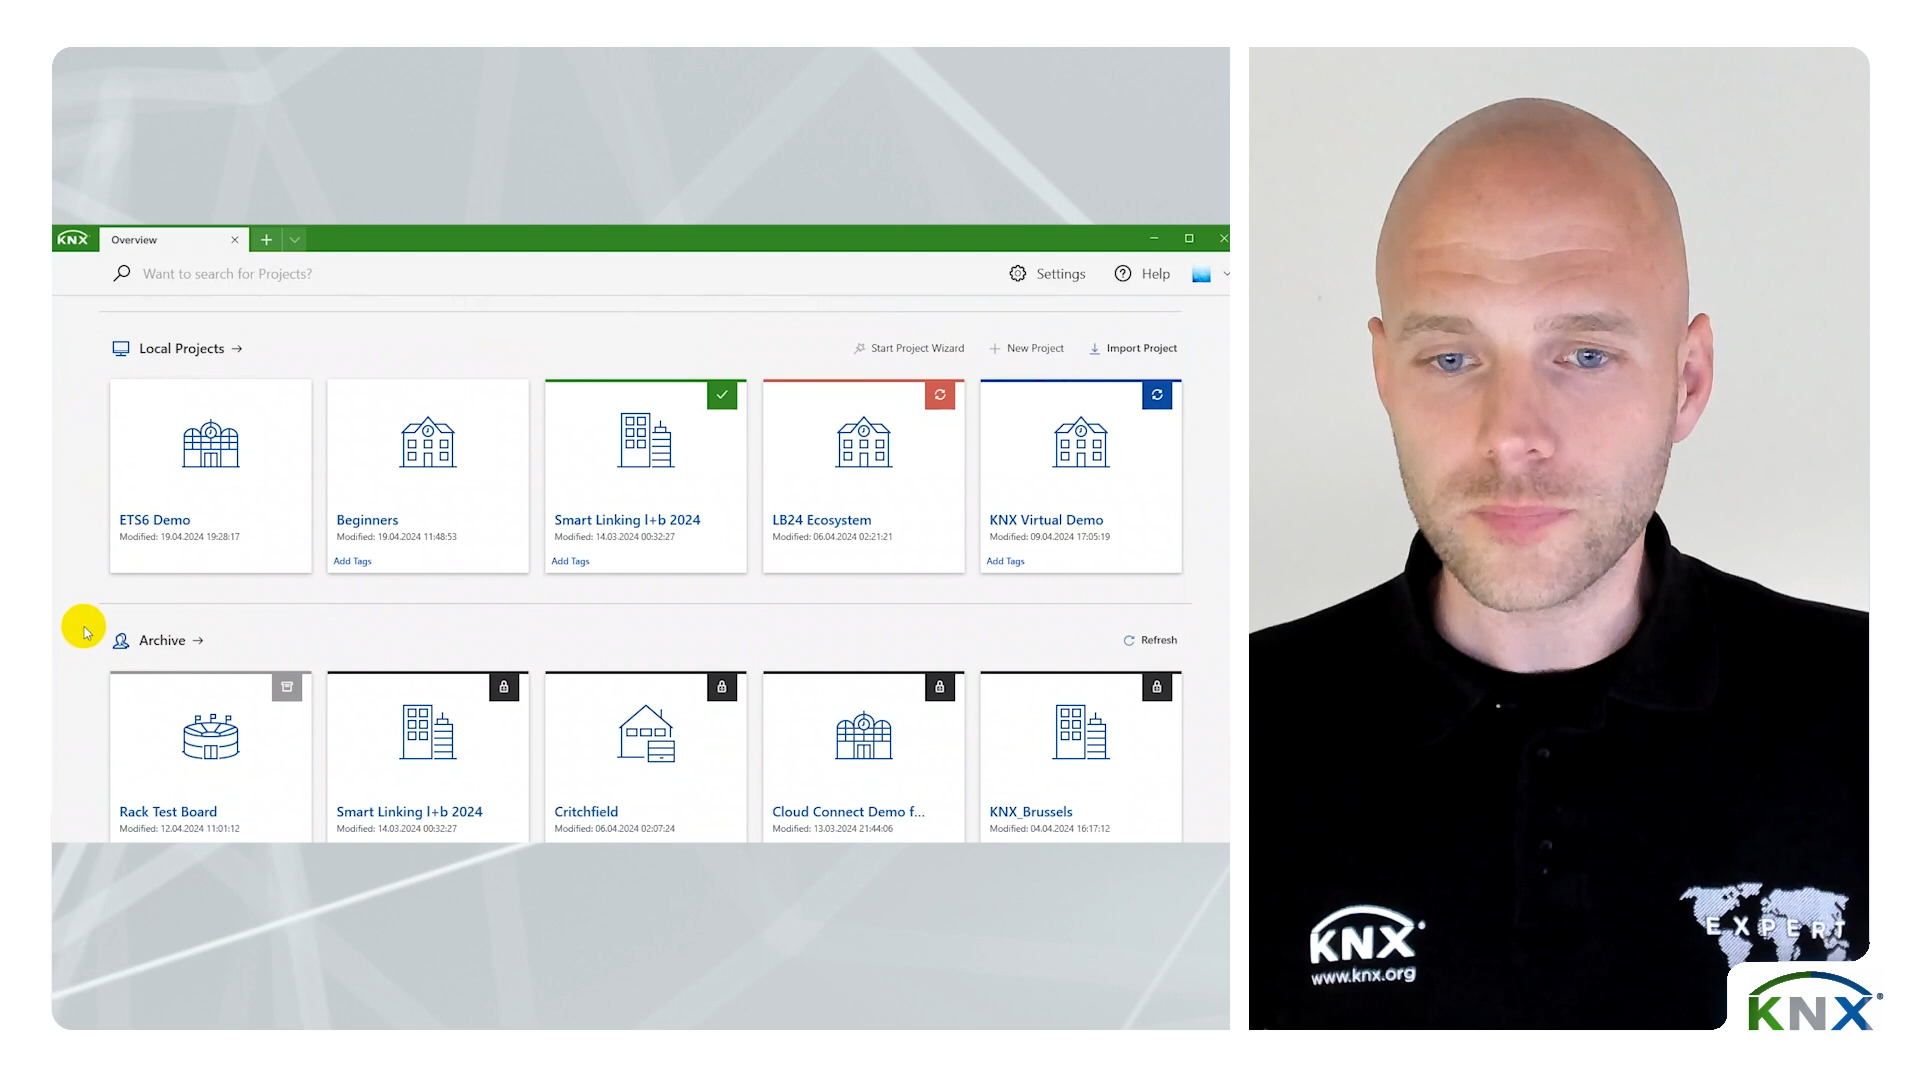 KNX
Overview
Want to search for Projects?
Settings
Help
Local Projects
Start Project Wizard
New Project
Import Project
ETS6 Demo
Modified: 19.04.2024 19:28:17
Beginners
Modified: 19.04.2024 11:48:53
Add Tags
Smart Linking l+b 2024
Modified: 14.03.2024 00:32:27
Add Tags
LB24 Ecosystem
Modified: 06.04.2024 02:21:21
KNX Virtual Demo
Modified: 09.04.2024 17:05:19
Add Tags
Archive
Refresh
Rack Test Board
Modified: 12.04.2024 11:01:12
Smart Linking l+b 2024
Modified: 14.03.2024 00:32:27
Critchfield
Modified: 06.04.2024 02:07:24
Cloud Connect Demo f...
Modified: 13.03.2024 21:44:06
KNX_Brussels
Modified: 04.04.2024 16:17:12
KNX
www.knx.org
EXPERT
KNX®